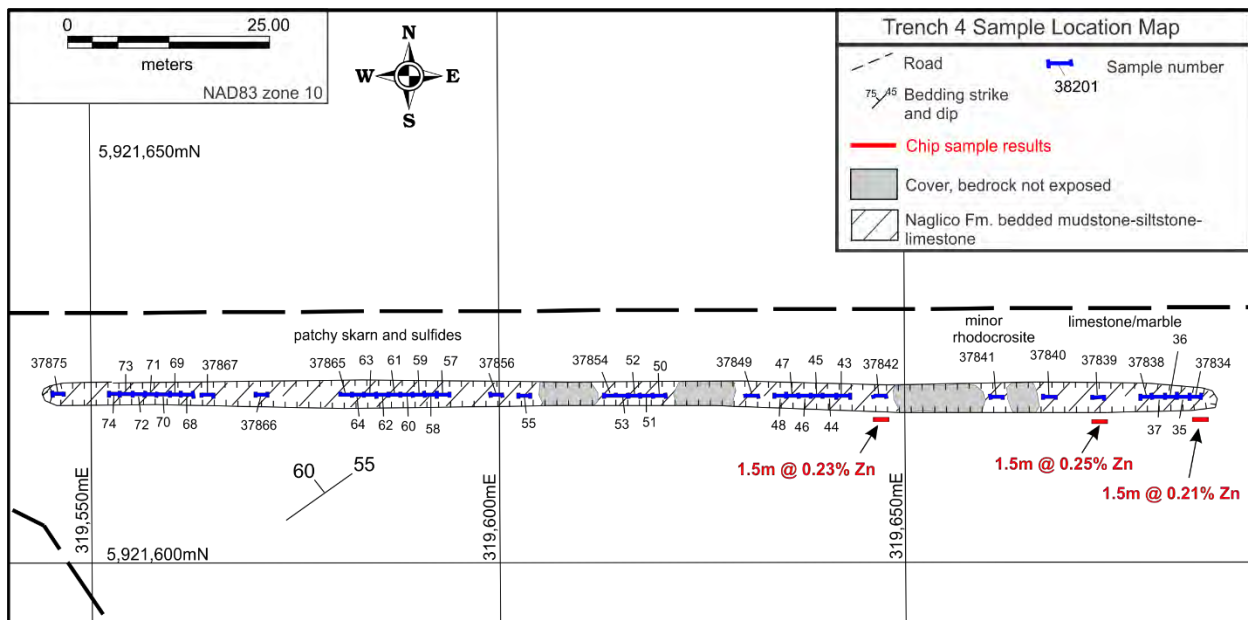 0 25.00
meters
NAD83 zone 10
N
W E
S
Trench 4 Sample Location Map
Road
Sample number
38201
75 45 Bedding strike
and dip
Chip sample results
Cover, bedrock not exposed
Naglico Fm. bedded mudstone-siltstone-
limestone
5,921,650mN
patchy skarn and sulfides
minor
rhodocrosite
limestone/marble
36
37875 73 71 69 37867 37865 63 61 59 57 37856 37854 52 50 37849 47 45 43 37842 37841 37840 37839 37838 37834
74 72 70 68 37866 64 62 60 58 55 53 51 48 46 44 37 35
1.5m @ 0.23% Zn
1.5m @ 0.25% Zn
1.5m @ 0.21% Zn
60 55
319,550mE
319,600mE
319,650mE
5,921,600mN